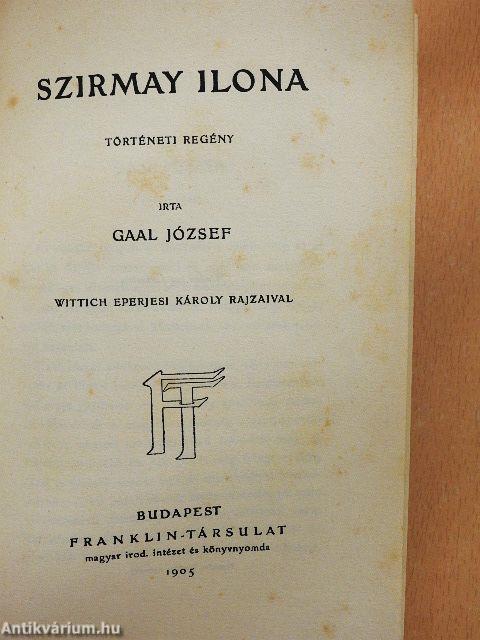 SZIRMAY ILONA
TÖRTÉNETI REGÉNY
IRTA
GAAL JÓZSEF
WITTICH EPERJESI KÁROLY RAJZAIVAL
FT
BUDAPEST
FRANKLIN-TÁRSULAT
magyar irod. intézet és könyvnyomda
1905
Antikvárium.hu